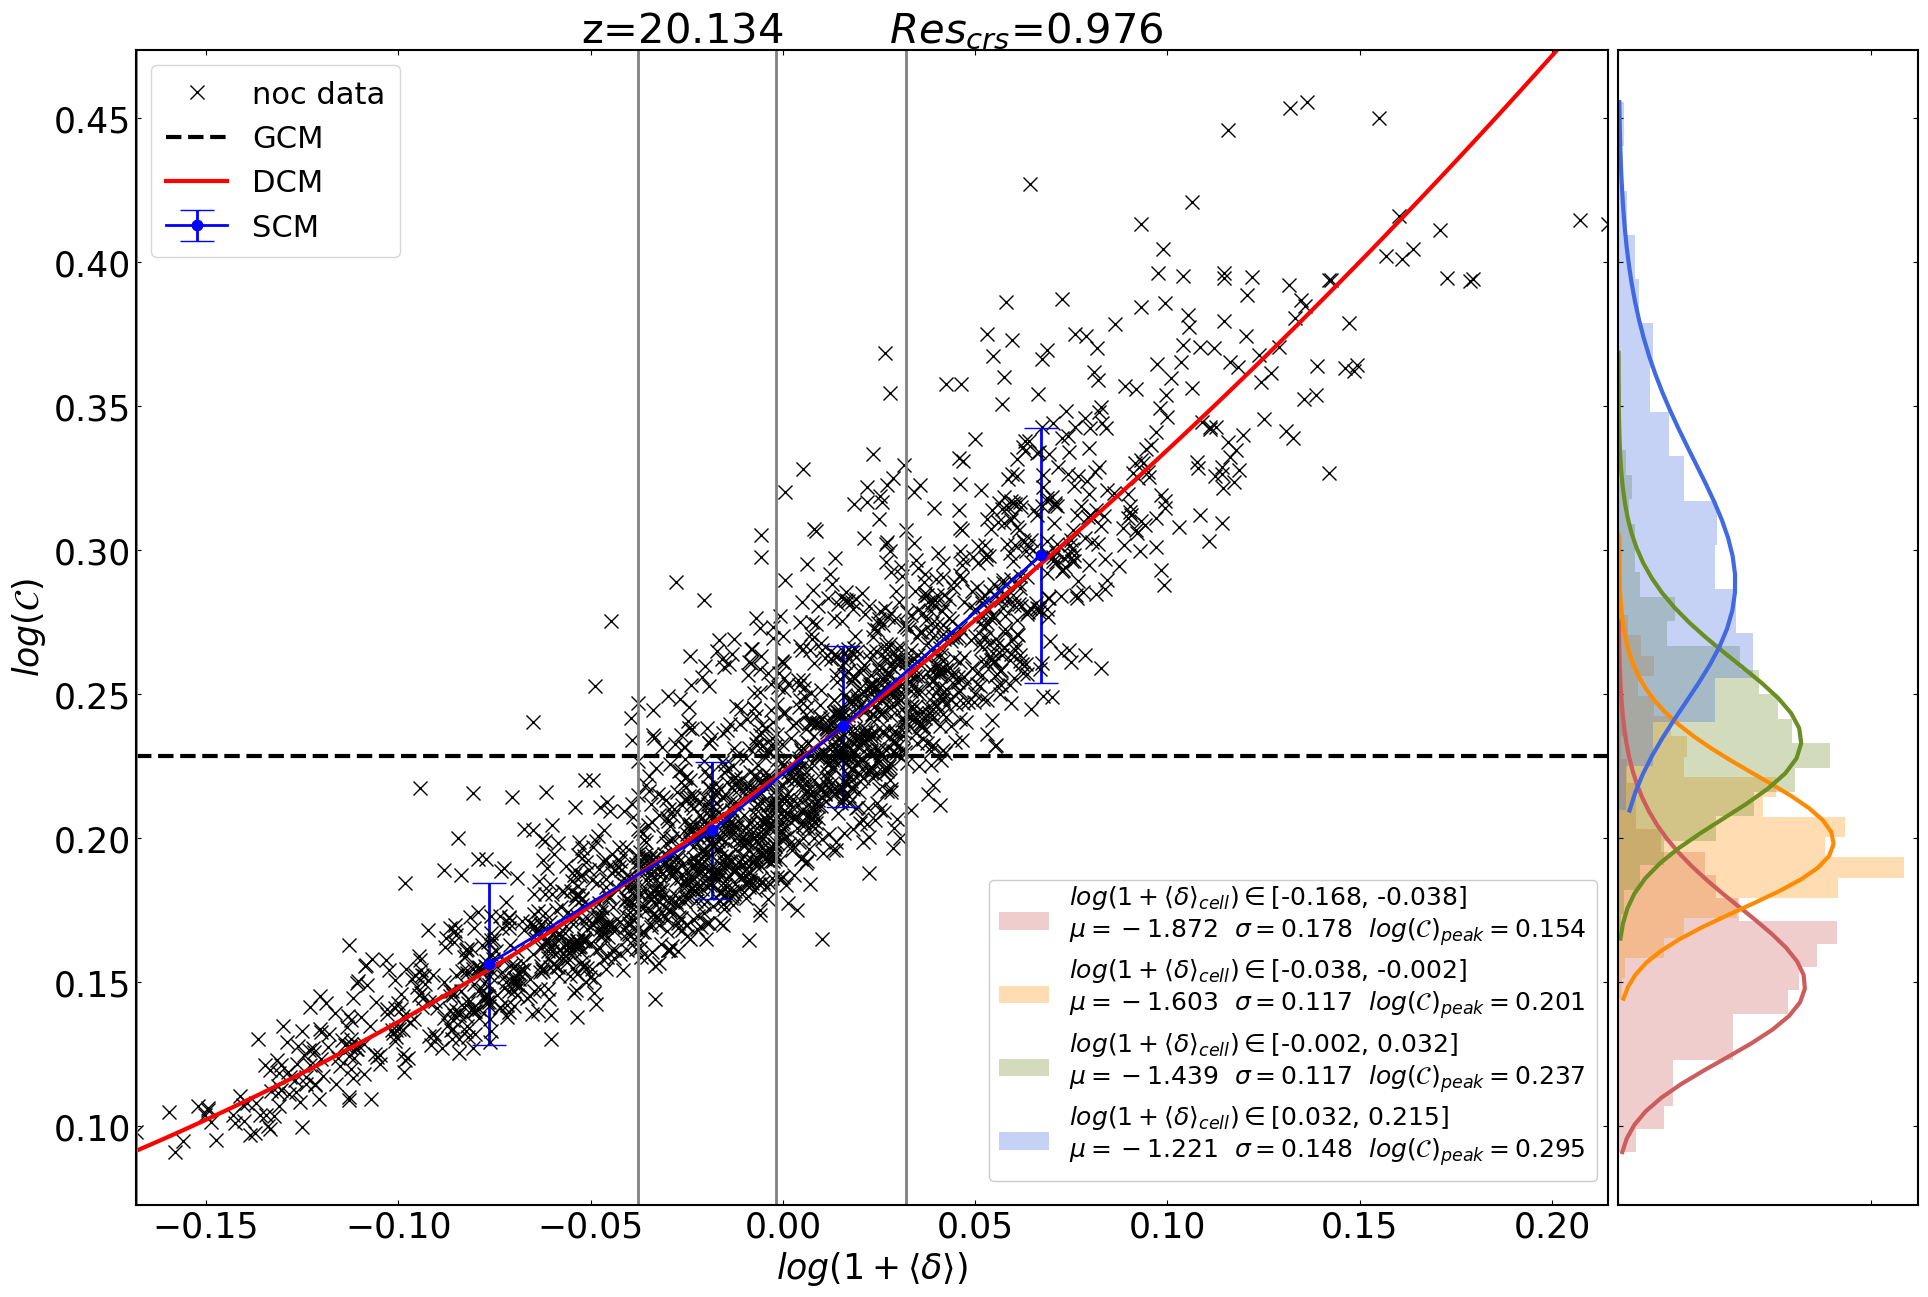 z=20.134 Res_crs=0.976
noc data
GCM
DCM
SCM
0.45
0.40
0.35
0.30
0.25
0.20
0.15
0.10
log(𝒞)
log(1 + ⟨δ⟩_cell) ∈ [-0.168, -0.038]
μ = −1.872 σ = 0.178 log(𝒞)_peak = 0.154
log(1 + ⟨δ⟩_cell) ∈ [-0.038, -0.002]
μ = −1.603 σ = 0.117 log(𝒞)_peak = 0.201
log(1 + ⟨δ⟩_cell) ∈ [-0.002, 0.032]
μ = −1.439 σ = 0.117 log(𝒞)_peak = 0.237
log(1 + ⟨δ⟩_cell) ∈ [0.032, 0.215]
μ = −1.221 σ = 0.148 log(𝒞)_peak = 0.295
−0.15 −0.10 −0.05 0.00 0.05 0.10 0.15 0.20
log(1 + ⟨δ⟩)